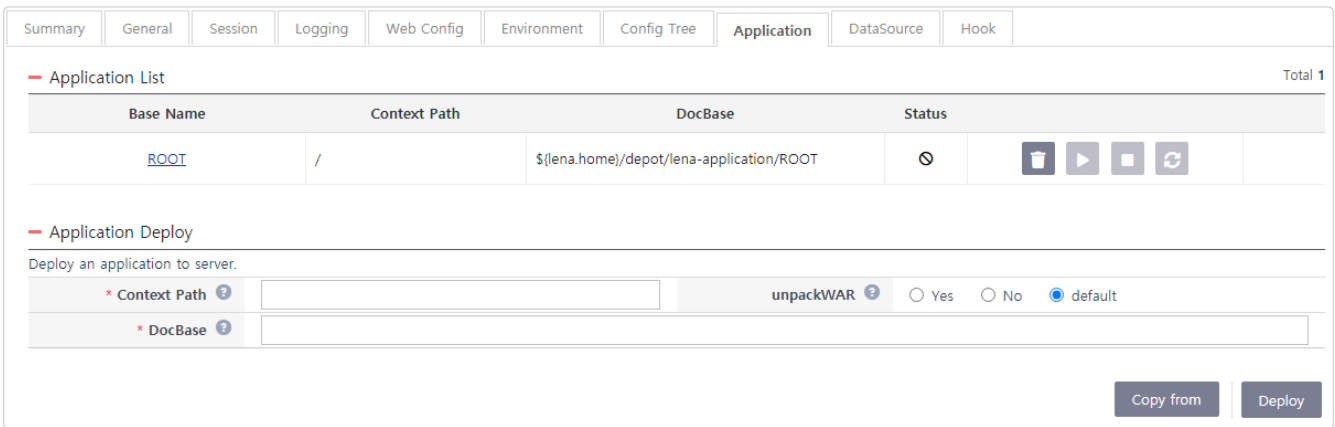 Summary General Session Logging Web Config Environment Config Tree Application DataSource Hook
Application List Total 1
Base Name Context Path DocBase Status
ROOT / ${lena.home}/depot/lena-application/ROOT
Application Deploy
Deploy an application to server.
* Context Path ? unpackWAR ? Yes No default
* DocBase ?
Copy from Deploy